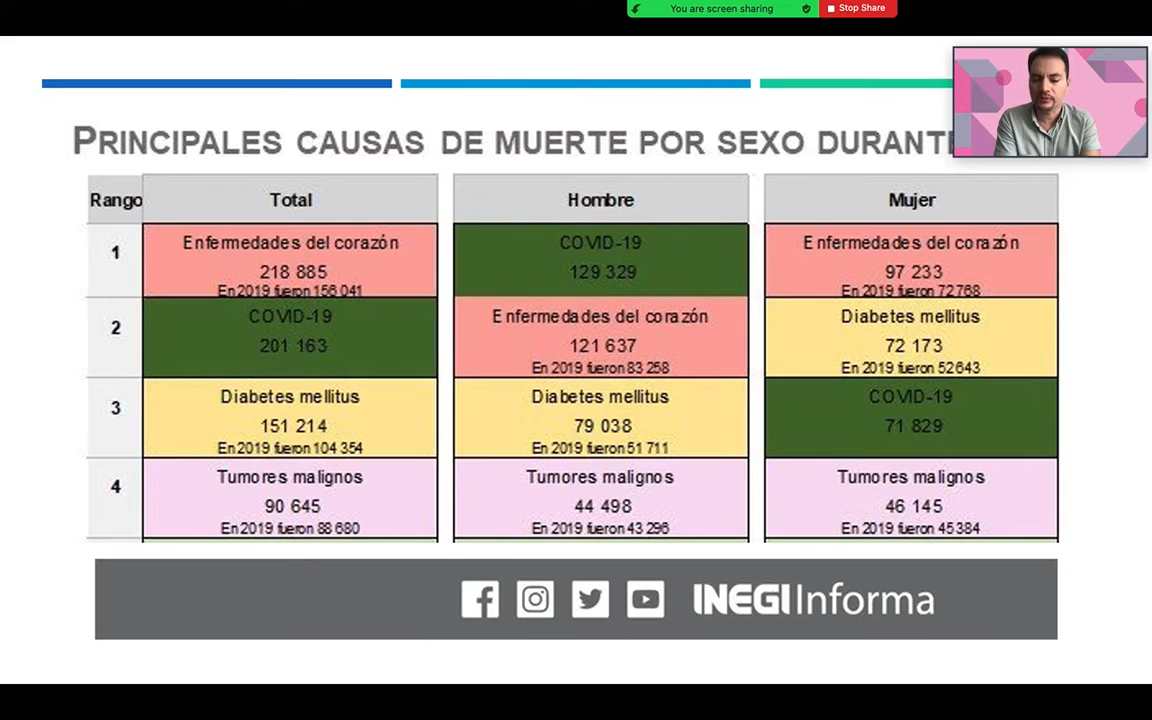 You are screen sharing
Stop Share
PRINCIPALES CAUSAS DE MUERTE POR SEXO DURANTE
Rango
Total
Hombre
Mujer
1
Enfermedades del corazón
218 885
En 2019 fueron 156 041
COVID-19
129 329
Enfermedades del corazón
97 233
En 2019 fueron 72 768
2
COVID-19
201 163
Enfermedades del corazón
121 637
En 2019 fueron 83 258
Diabetes mellitus
72 173
En 2019 fueron 52 643
3
Diabetes mellitus
151 214
En 2019 fueron 104 354
Diabetes mellitus
79 038
En 2019 fueron 51 711
COVID-19
71 829
4
Tumores malignos
90 645
En 2019 fueron 88 680
Tumores malignos
44 498
En 2019 fueron 43 296
Tumores malignos
46 145
En 2019 fueron 45 384
INEGI Informa